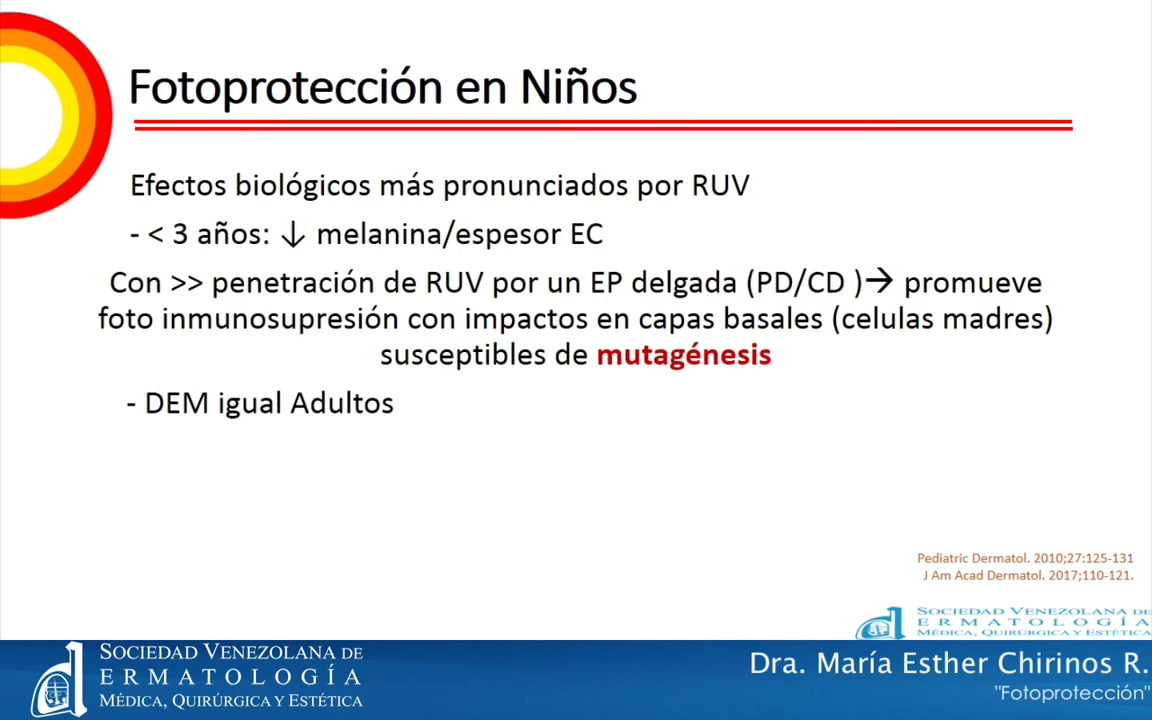 Fotoprotección en Niños
Efectos biológicos más pronunciados por RUV
- < 3 años: ↓ melanina/espesor EC
Con >> penetración de RUV por un EP delgada (PD/CD )→ promueve
foto inmunosupresión con impactos en capas basales (celulas madres)
susceptibles de mutagénesis
- DEM igual Adultos
Pediatric Dermatol. 2010;27:125-131
J Am Acad Dermatol. 2017;110-121.
SOCIEDAD VENEZOLANA DE
ERMATOLOGÍA
MÉDICA, QUIRÚRGICA Y ESTÉTICA
SOCIEDAD VENEZOLANA DE
ERMATOLOGÍA
MÉDICA, QUIRÚRGICA Y ESTÉTICA
Dra. María Esther Chirinos R.
"Fotoprotección"